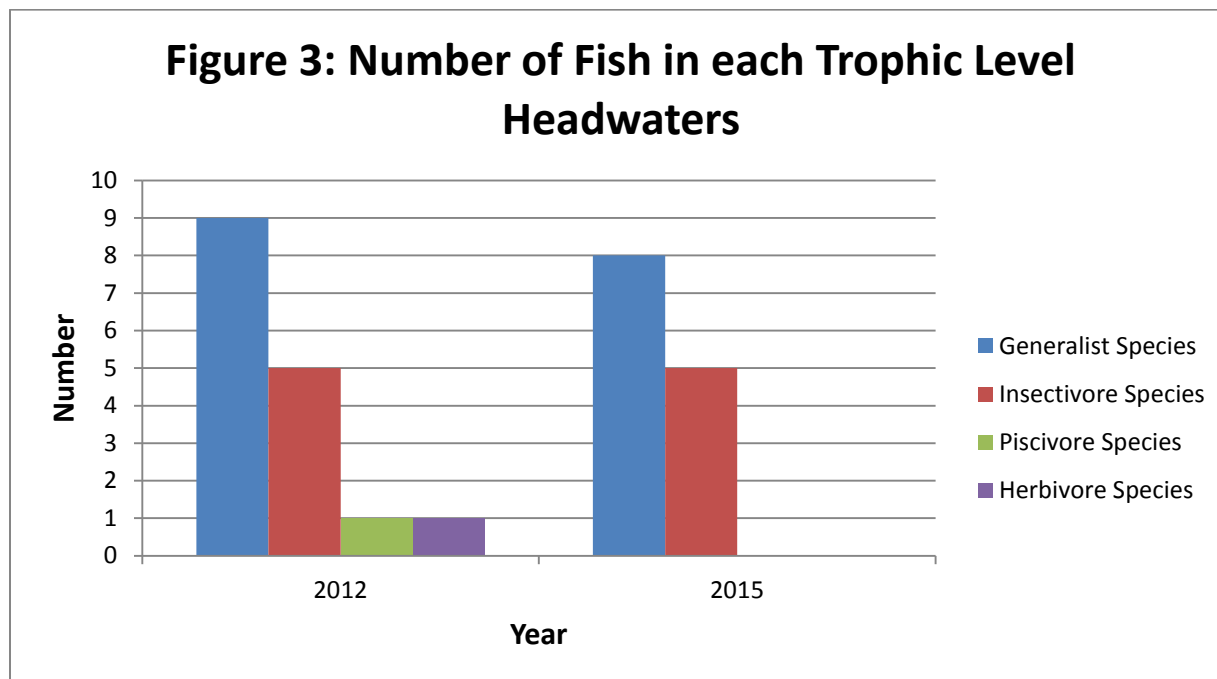 Figure 3: Number of Fish in each Trophic Level
Headwaters
10
9
8
7
6
5
4
3
2
1
0
Number
2012
2015
Year
Generalist Species
Insectivore Species
Piscivore Species
Herbivore Species